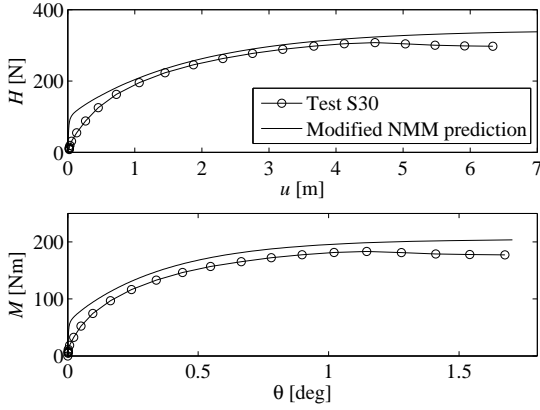 400
200
0
H [N]
Test S30
Modified NMM prediction
0 1 2 3 4 5 6 7
u [m]
200
100
0
M [Nm]
0 0.5 1 1.5
θ [deg]